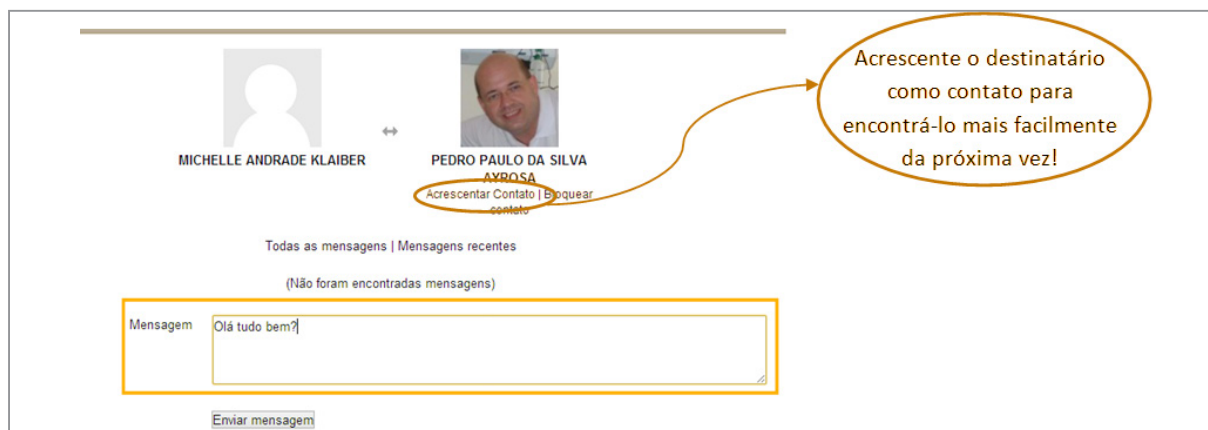 MICHELLE ANDRADE KLAIBER
PEDRO PAULO DA SILVA
AYROSA
Acrescentar Contato | Bloquear
contato
Acrescente o destinatário
como contato para
encontrá-lo mais facilmente
da próxima vez!
Todas as mensagens | Mensagens recentes
(Não foram encontradas mensagens)
Mensagem
Olá tudo bem?
Enviar mensagem